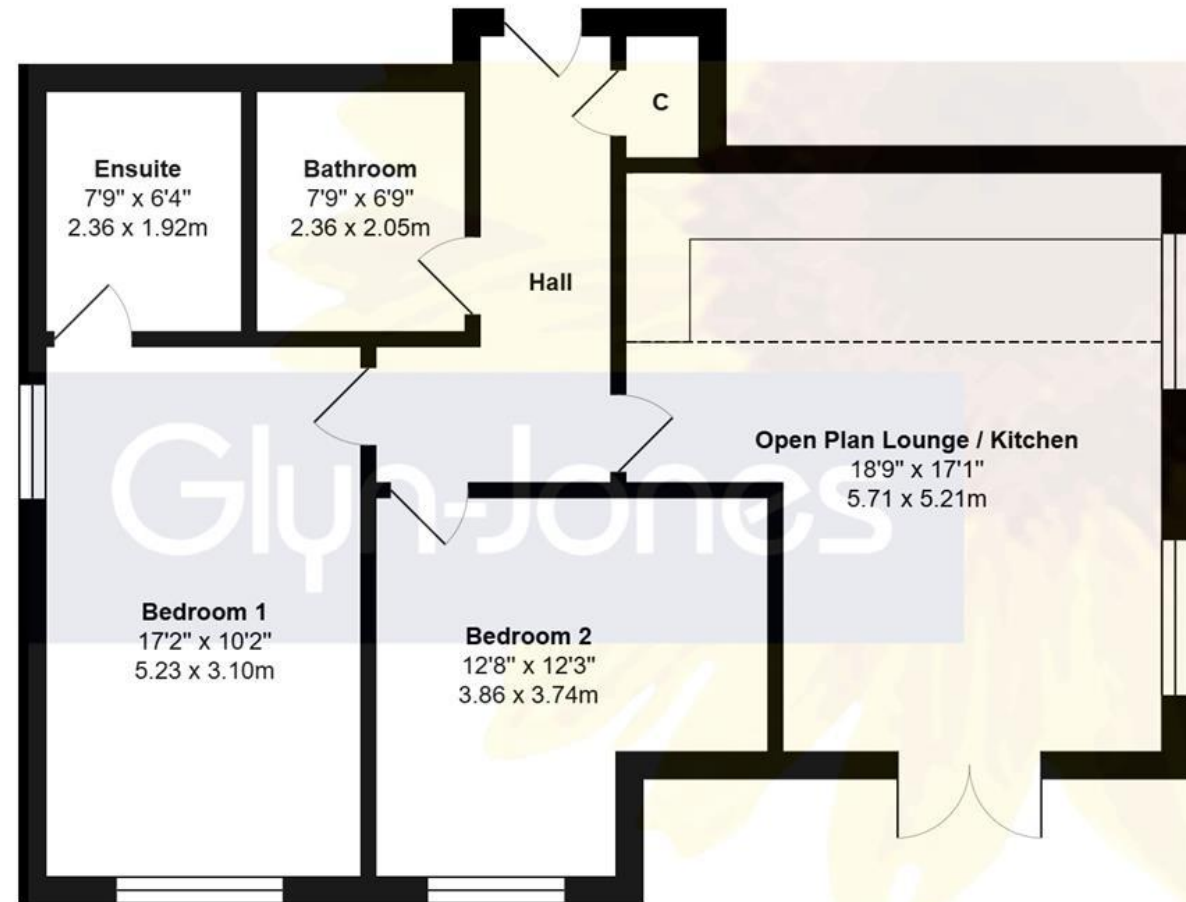 Ensuite
7'9" x 6'4"
2.36 x 1.92m
Bathroom
7'9" x 6'9"
2.36 x 2.05m
C
Hall
Open Plan Lounge / Kitchen
18'9" x 17'1"
5.71 x 5.21m
Glyn-Jones
Bedroom 1
17'2" x 10'2"
5.23 x 3.10m
Bedroom 2
12'8" x 12'3"
3.86 x 3.74m